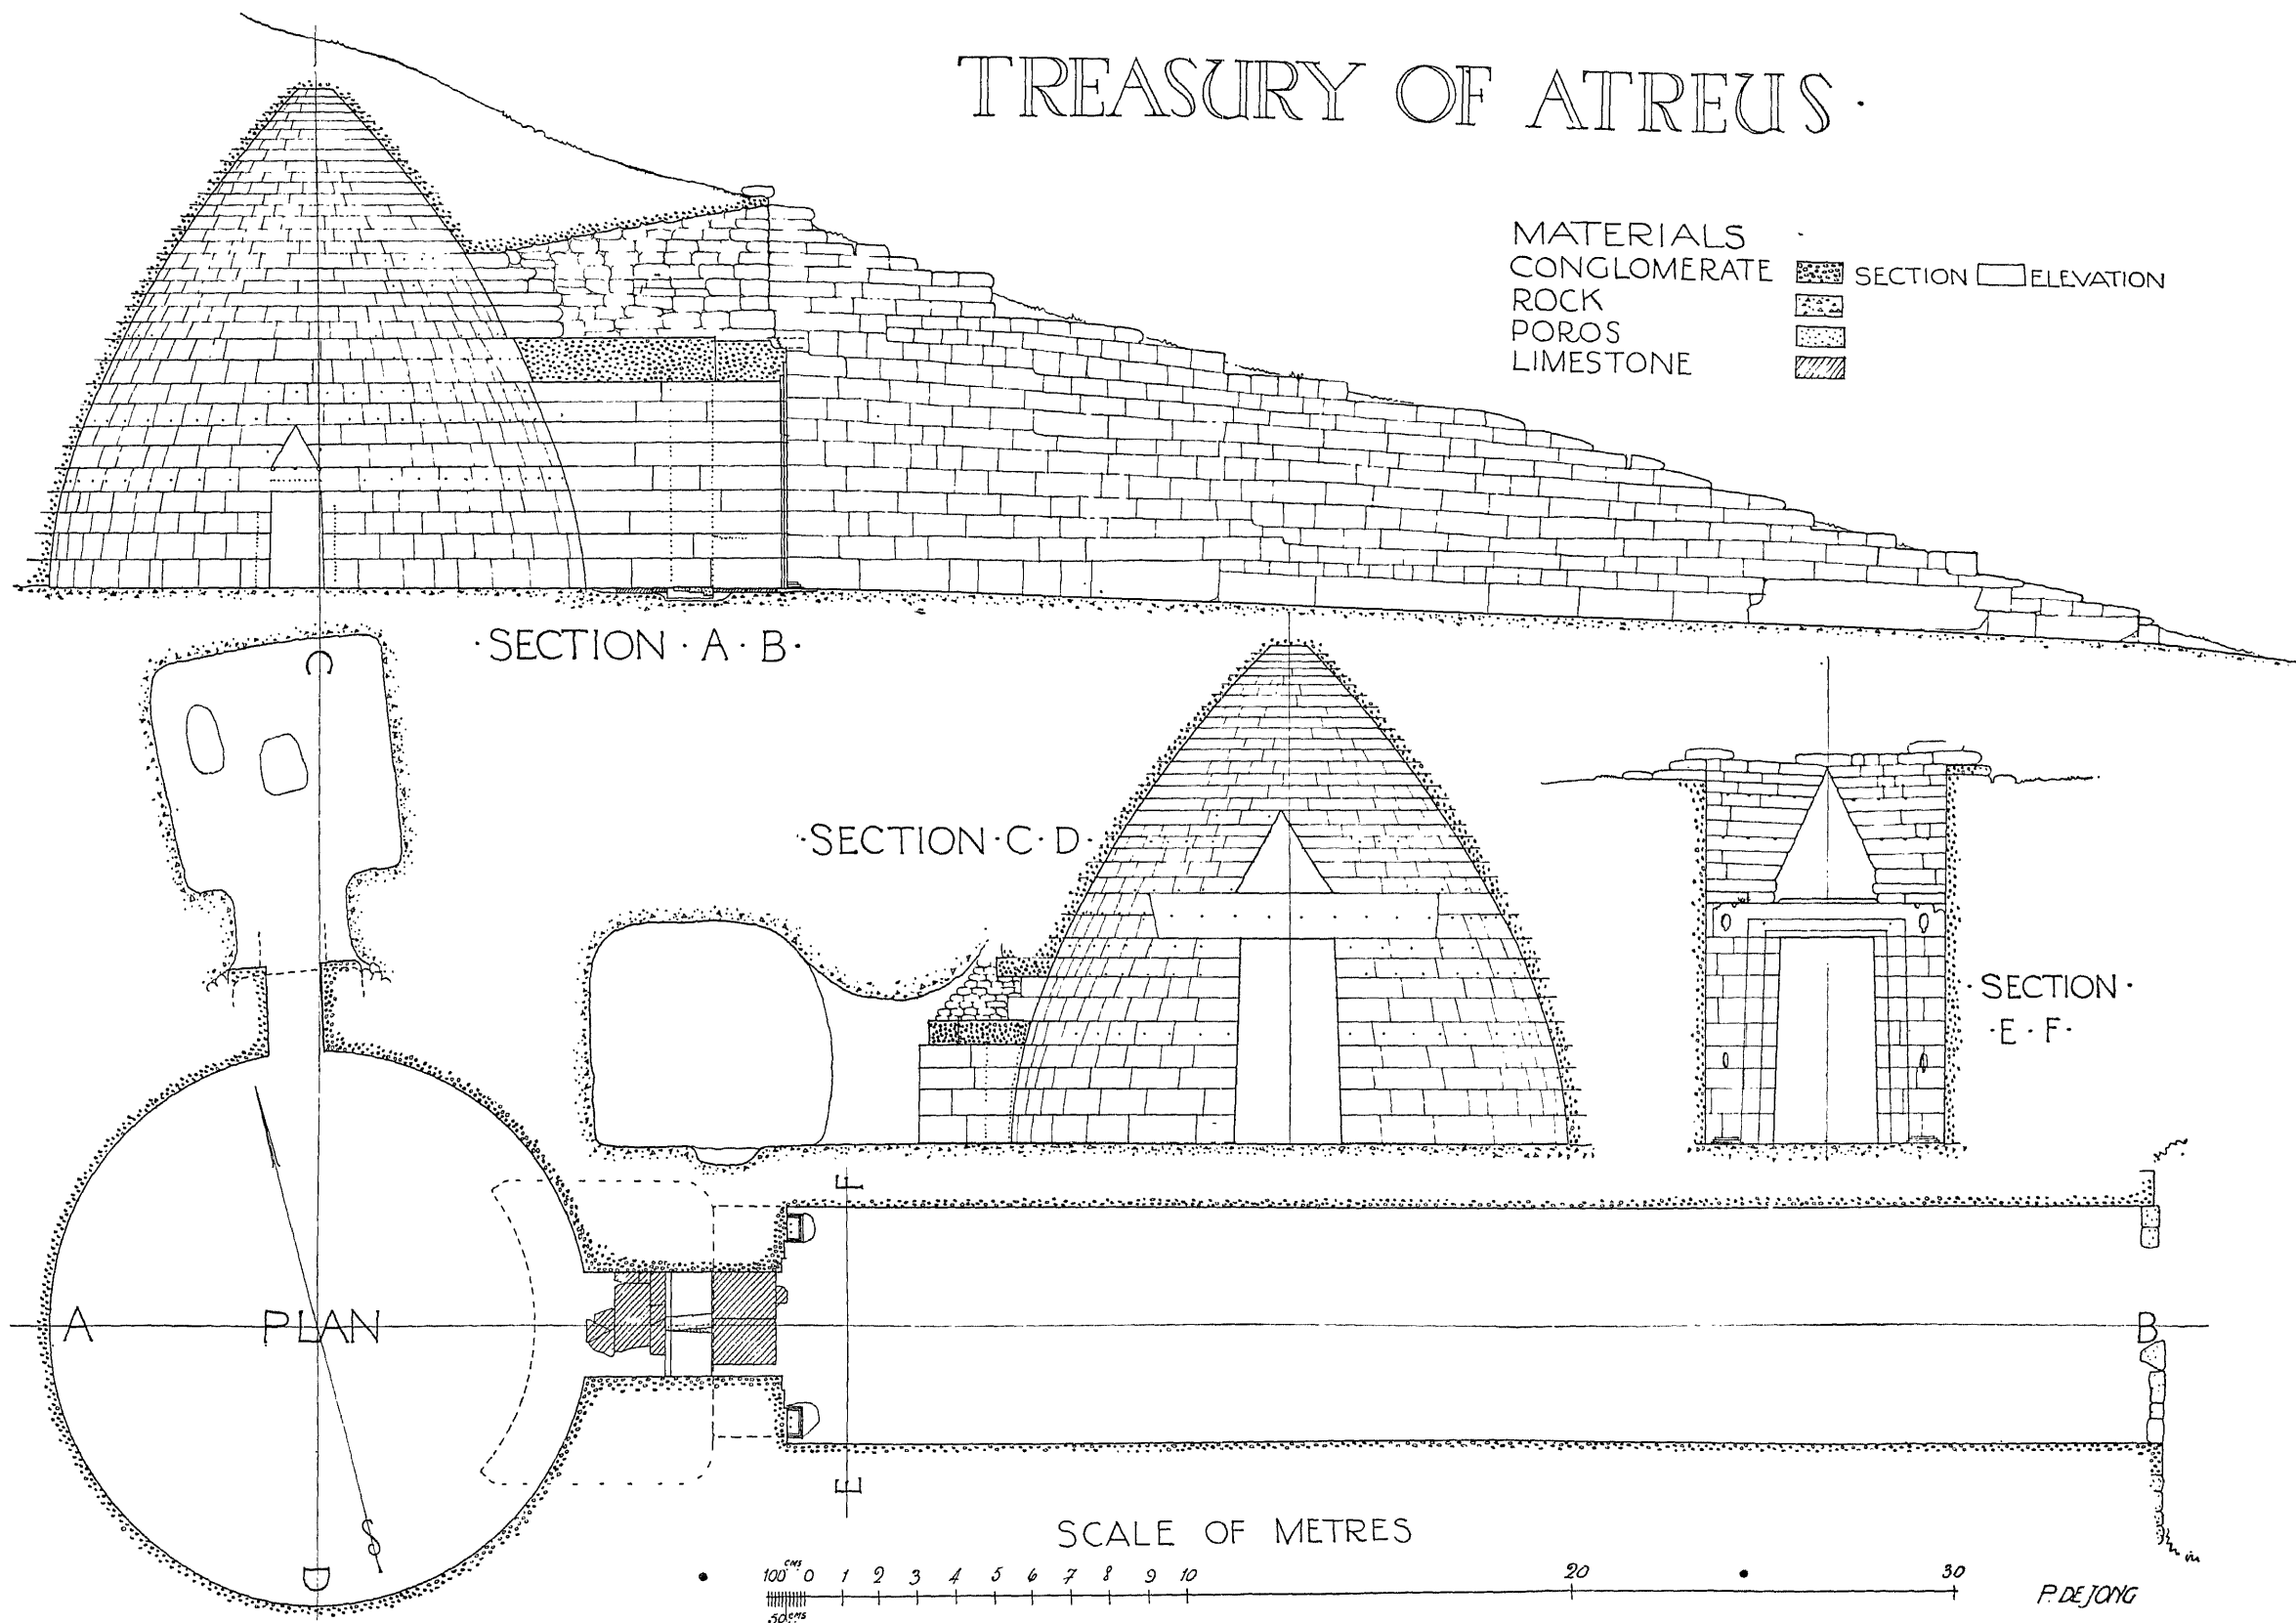 TREASURY OF ATREUS ·
MATERIALS
CONGLOMERATE SECTION ELEVATION
ROCK
POROS
LIMESTONE
· SECTION · A · B ·
C
· SECTION · C · D ·
· SECTION ·
· E · F ·
F
A PLAN B
E
S
D
SCALE OF METRES
100 CMS 0 1 2 3 4 5 6 7 8 9 10 20 30
50 CMS
P. DE JONG